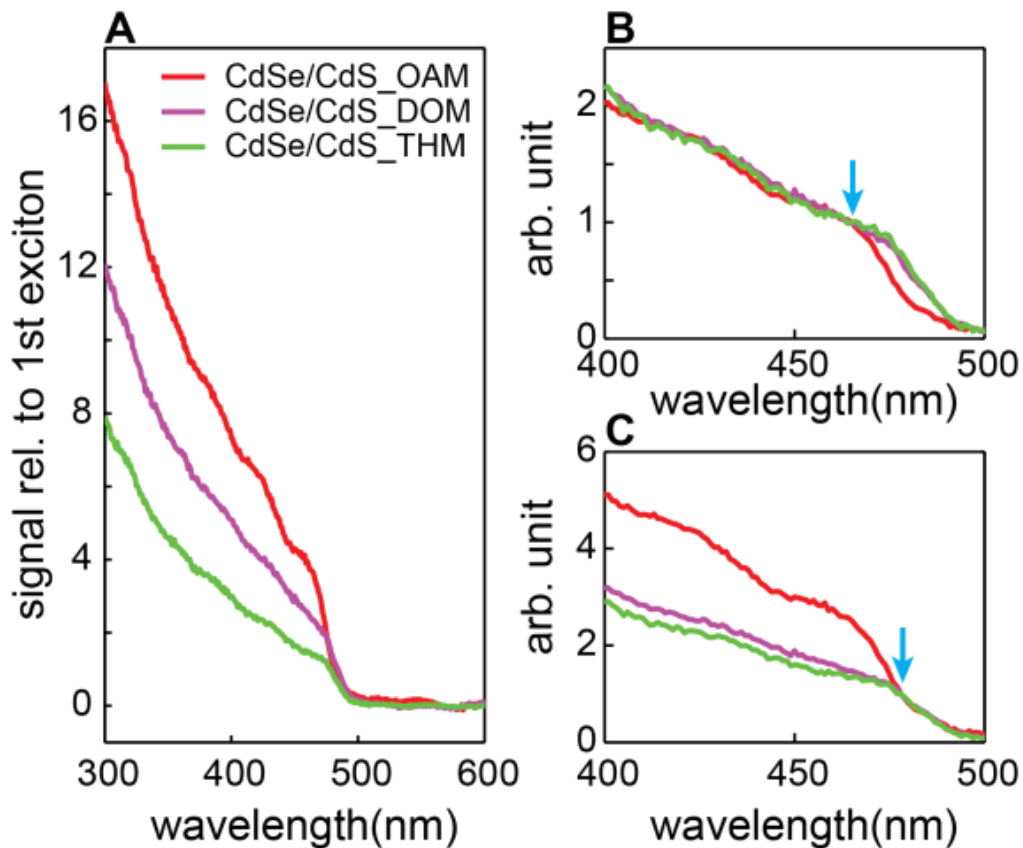 A
CdSe/CdS_OAM
CdSe/CdS_DOM
CdSe/CdS_THM
16
12
8
4
0
signal rel. to 1st exciton
300 400 500 600
wavelength(nm)
B
2
1
0
arb. unit
400 450 500
wavelength(nm)
C
6
4
2
0
arb. unit
400 450 500
wavelength(nm)